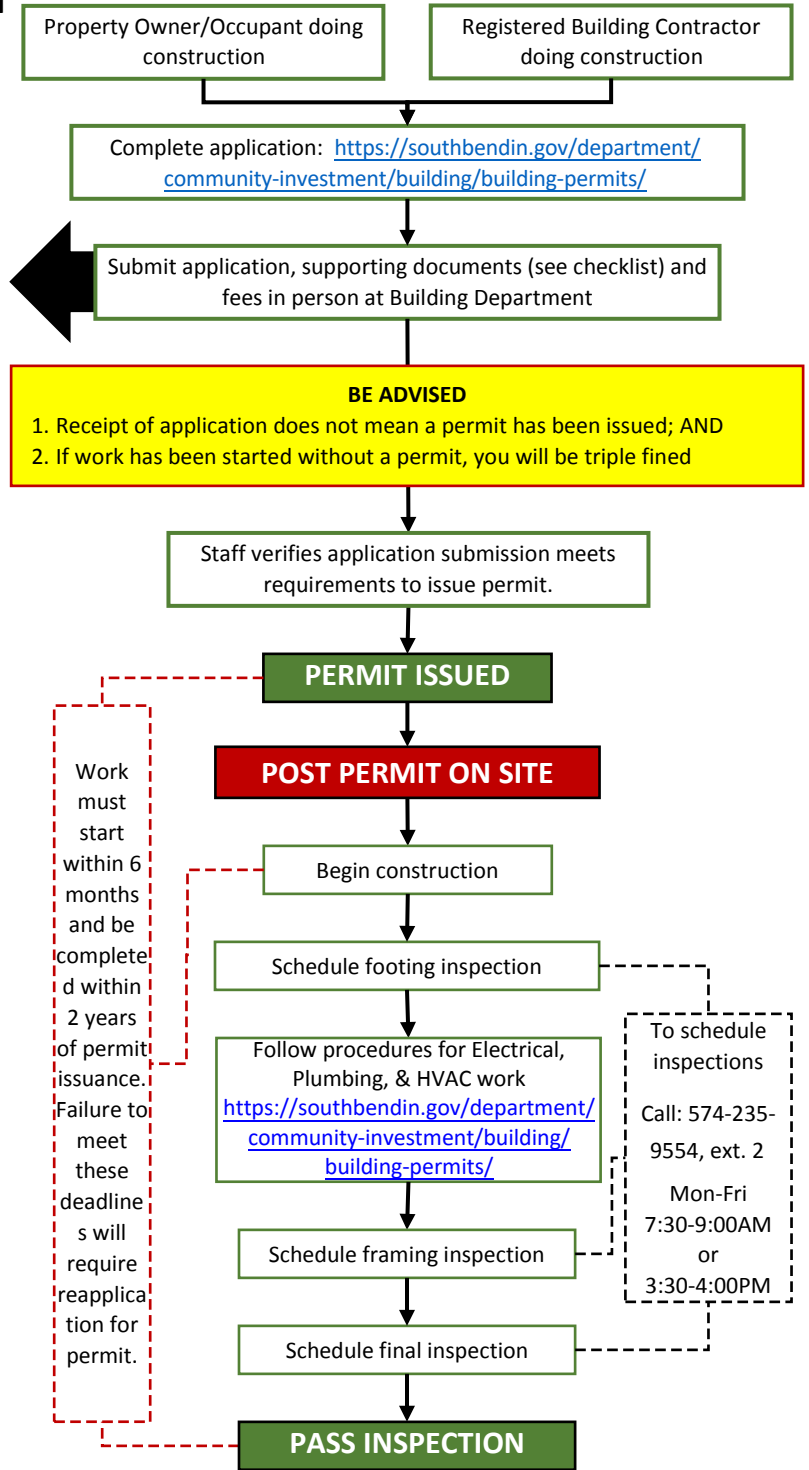 Property Owner/Occupant doing
construction
Registered Building Contractor
doing construction
Complete application: https://southbendin.gov/department/
community-investment/building/building-permits/
Submit application, supporting documents (see checklist) and
fees in person at Building Department
BE ADVISED
1. Receipt of application does not mean a permit has been issued; AND
2. If work has been started without a permit, you will be triple fined
Staff verifies application submission meets
requirements to issue permit.
PERMIT ISSUED
POST PERMIT ON SITE
Work
must
start
within 6
months
and be
complete
d within
2 years
of permit
issuance.
Failure to
meet
these
deadline
s will
require
reapplica
tion for
permit.
Begin construction
Schedule footing inspection
Follow procedures for Electrical,
Plumbing, & HVAC work
https://southbendin.gov/department/
community-investment/building/
building-permits/
To schedule
inspections
Call: 574-235-
9554, ext. 2
Mon-Fri
7:30-9:00AM
or
3:30-4:00PM
Schedule framing inspection
Schedule final inspection
PASS INSPECTION